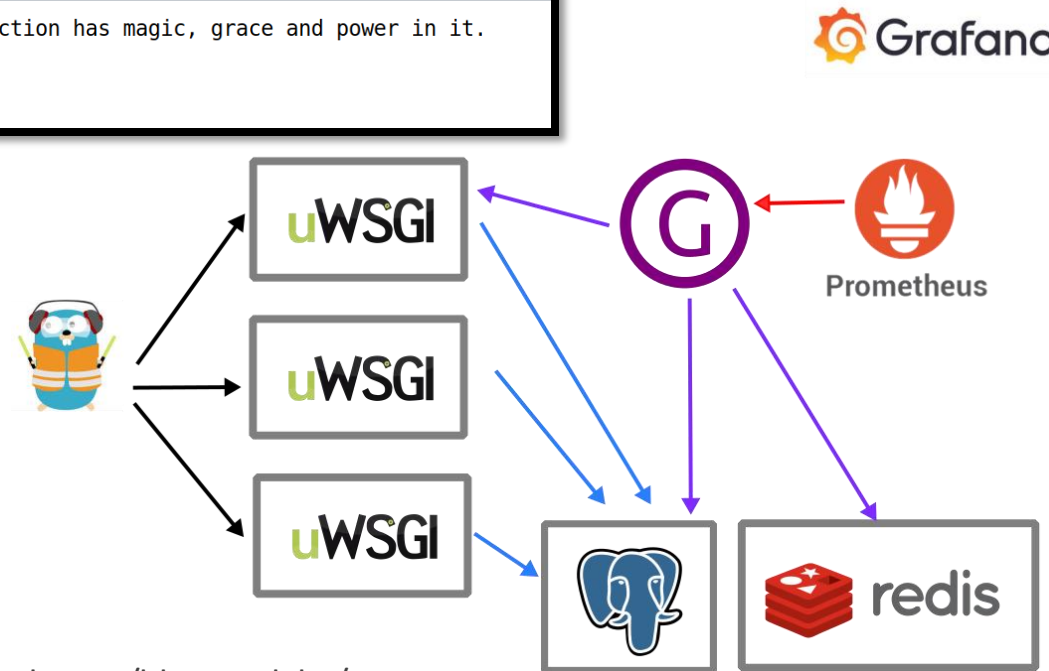 ction has magic, grace and power in it.
Grafana
uWSGI
G
Prometheus
uWSGI
uWSGI
redis